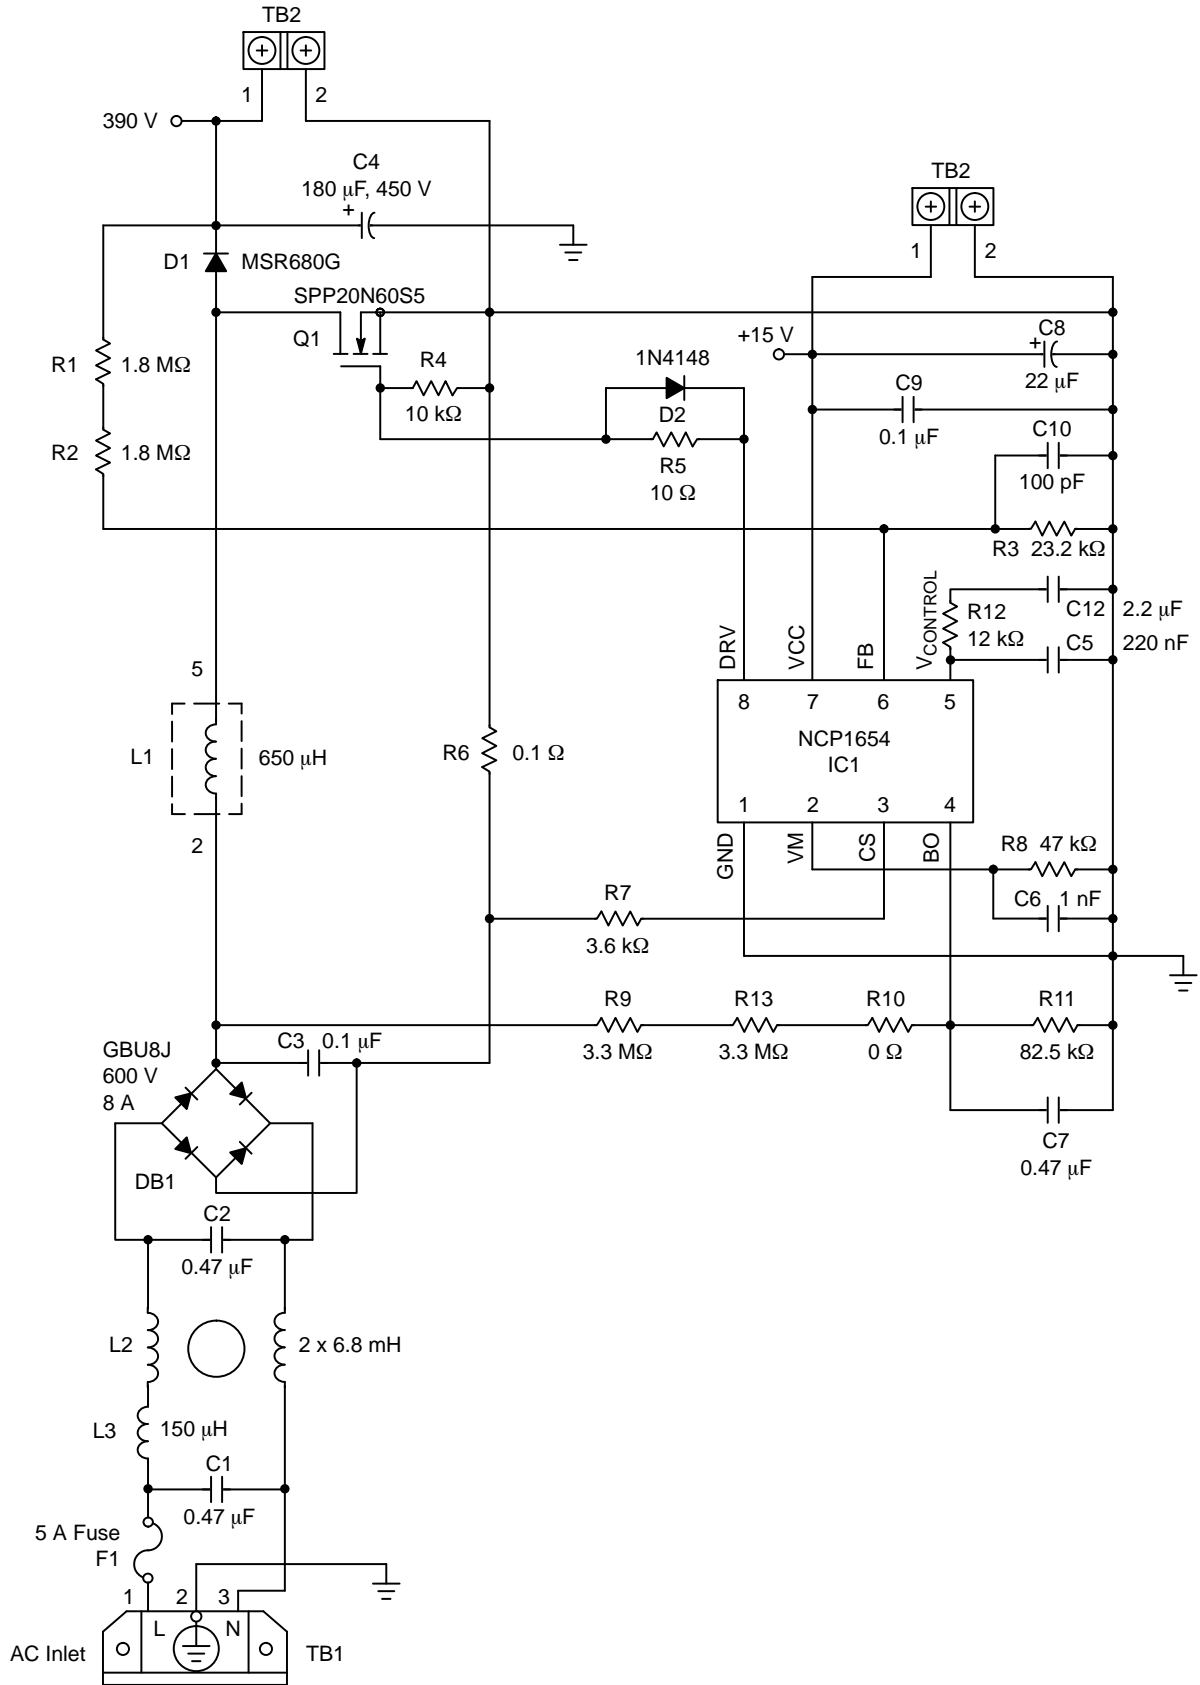 TB2
1
2
390 V
C4
180 μF, 450 V
+
D1
MSR680G
SPP20N60S5
Q1
R4
10 kΩ
R1
1.8 MΩ
R2
1.8 MΩ
1N4148
D2
R5
10 Ω
TB2
1
2
+15 V
C8
+
22 μF
C9
0.1 μF
C10
100 pF
R3 23.2 kΩ
R12
12 kΩ
C12
2.2 μF
C5
220 nF
DRV
VCC
FB
VCONTROL
8
7
6
5
NCP1654
IC1
1
2
3
4
GND
VM
CS
BO
5
L1
650 μH
2
R6
0.1 Ω
R8 47 kΩ
C6
1 nF
R7
3.6 kΩ
R9
3.3 MΩ
R13
3.3 MΩ
R10
0 Ω
R11
82.5 kΩ
C7
0.47 μF
C3
0.1 μF
GBU8J
600 V
8 A
DB1
C2
0.47 μF
L2
2 x 6.8 mH
L3
150 μH
C1
0.47 μF
5 A Fuse
F1
1
2
3
L
N
AC Inlet
TB1